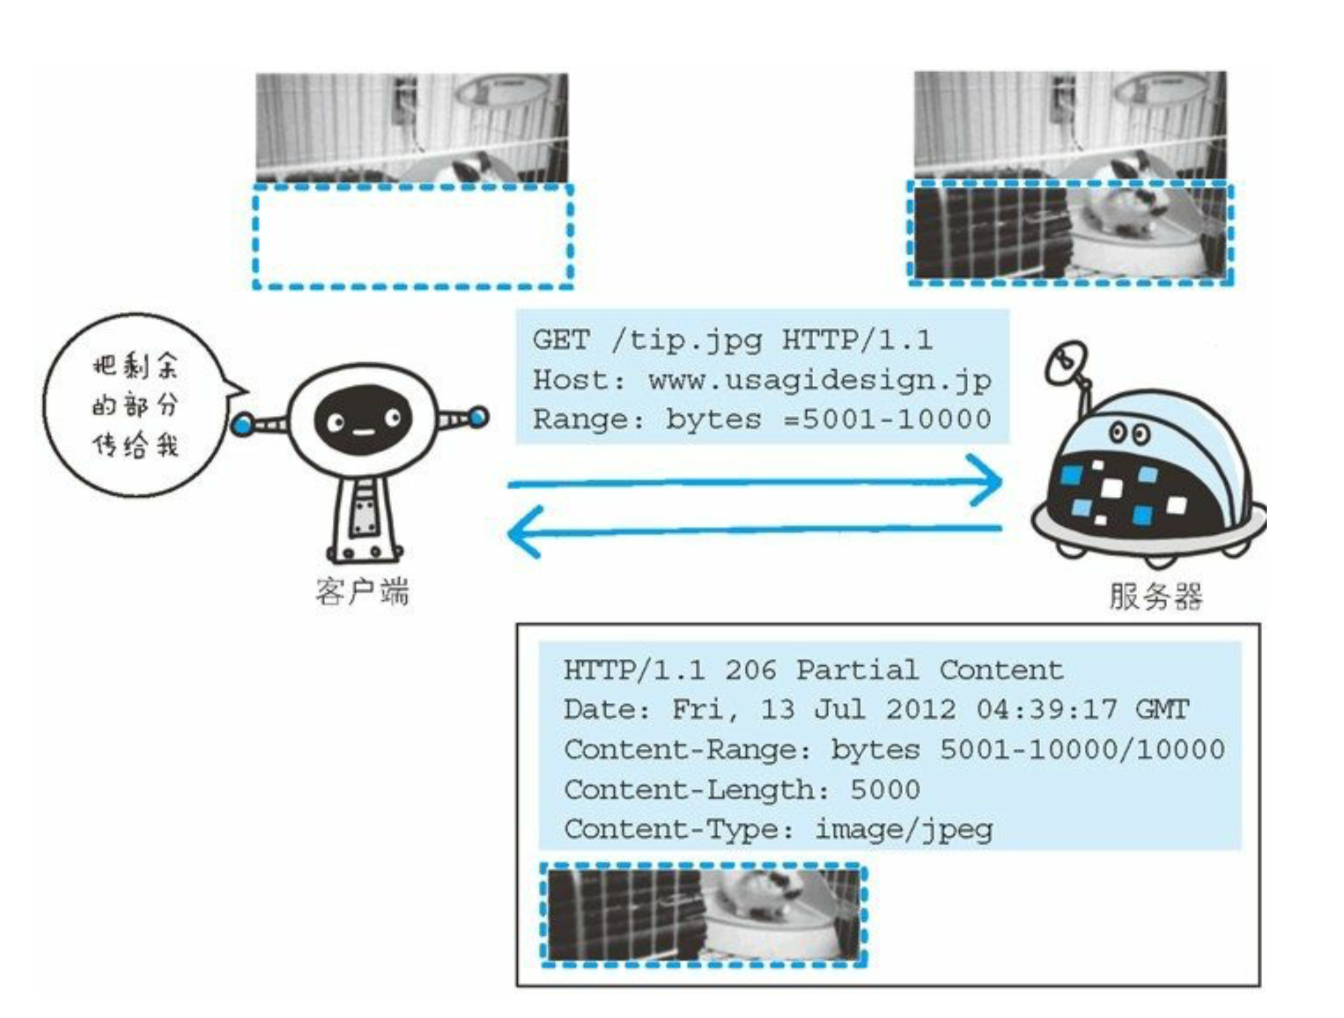 把剩余
的部分
传给我
GET /tip.jpg HTTP/1.1
Host: www.usagidesign.jp
Range: bytes =5001-10000
客户端
服务器
HTTP/1.1 206 Partial Content
Date: Fri, 13 Jul 2012 04:39:17 GMT
Content-Range: bytes 5001-10000/10000
Content-Length: 5000
Content-Type: image/jpeg